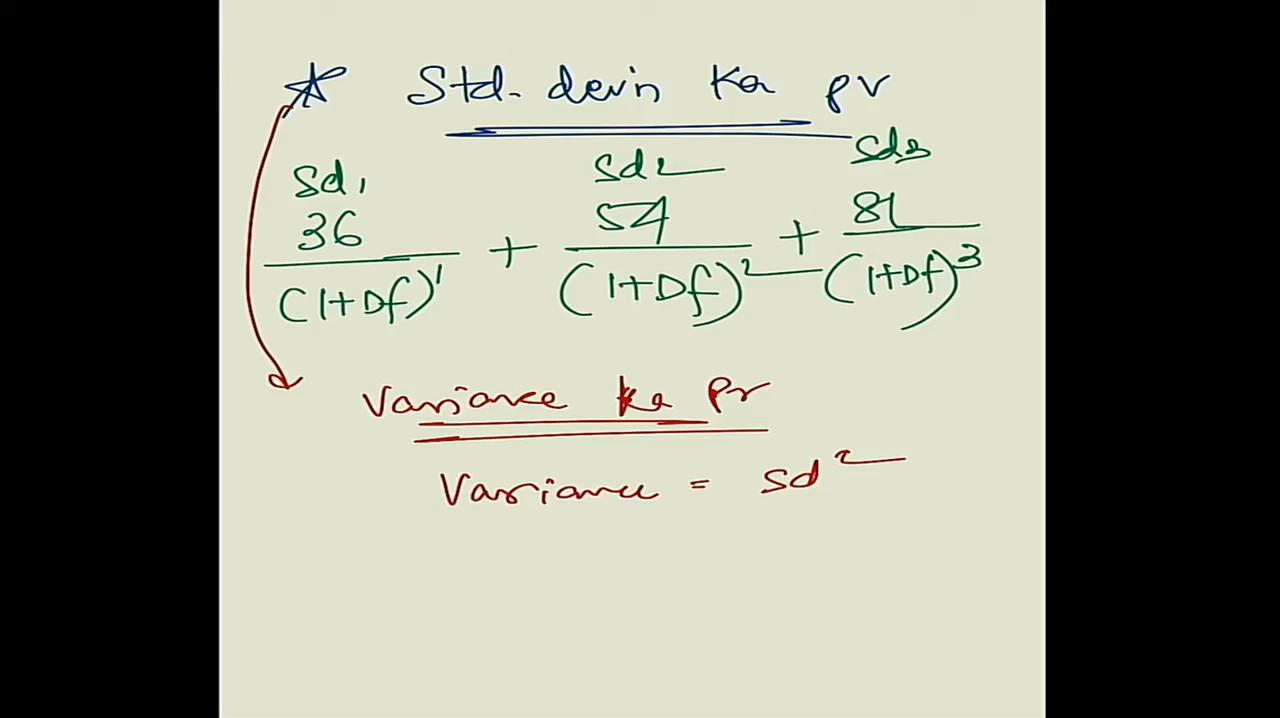 ☆ Std. devin Ka PV
Sd1 Sd2 Sd3
36 / (1+Df)^1 + 54 / (1+Df)^2 + 81 / (1+Df)^3
Variance Ka Pv
Variance = Sd^2